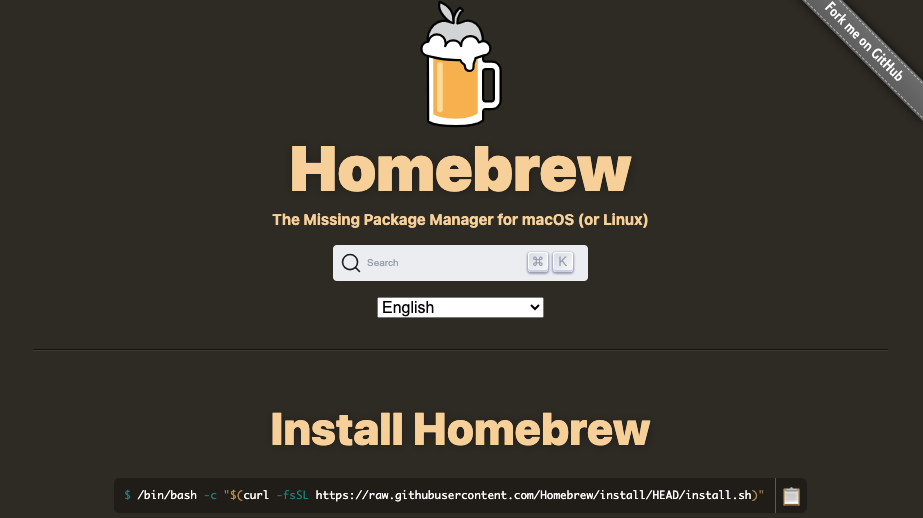 Fork me on GitHub
Homebrew
The Missing Package Manager for macOS (or Linux)
Search ⌘ K
English
Install Homebrew
$ /bin/bash -c "$(curl -fsSL https://raw.githubusercontent.com/Homebrew/install/HEAD/install.sh)"